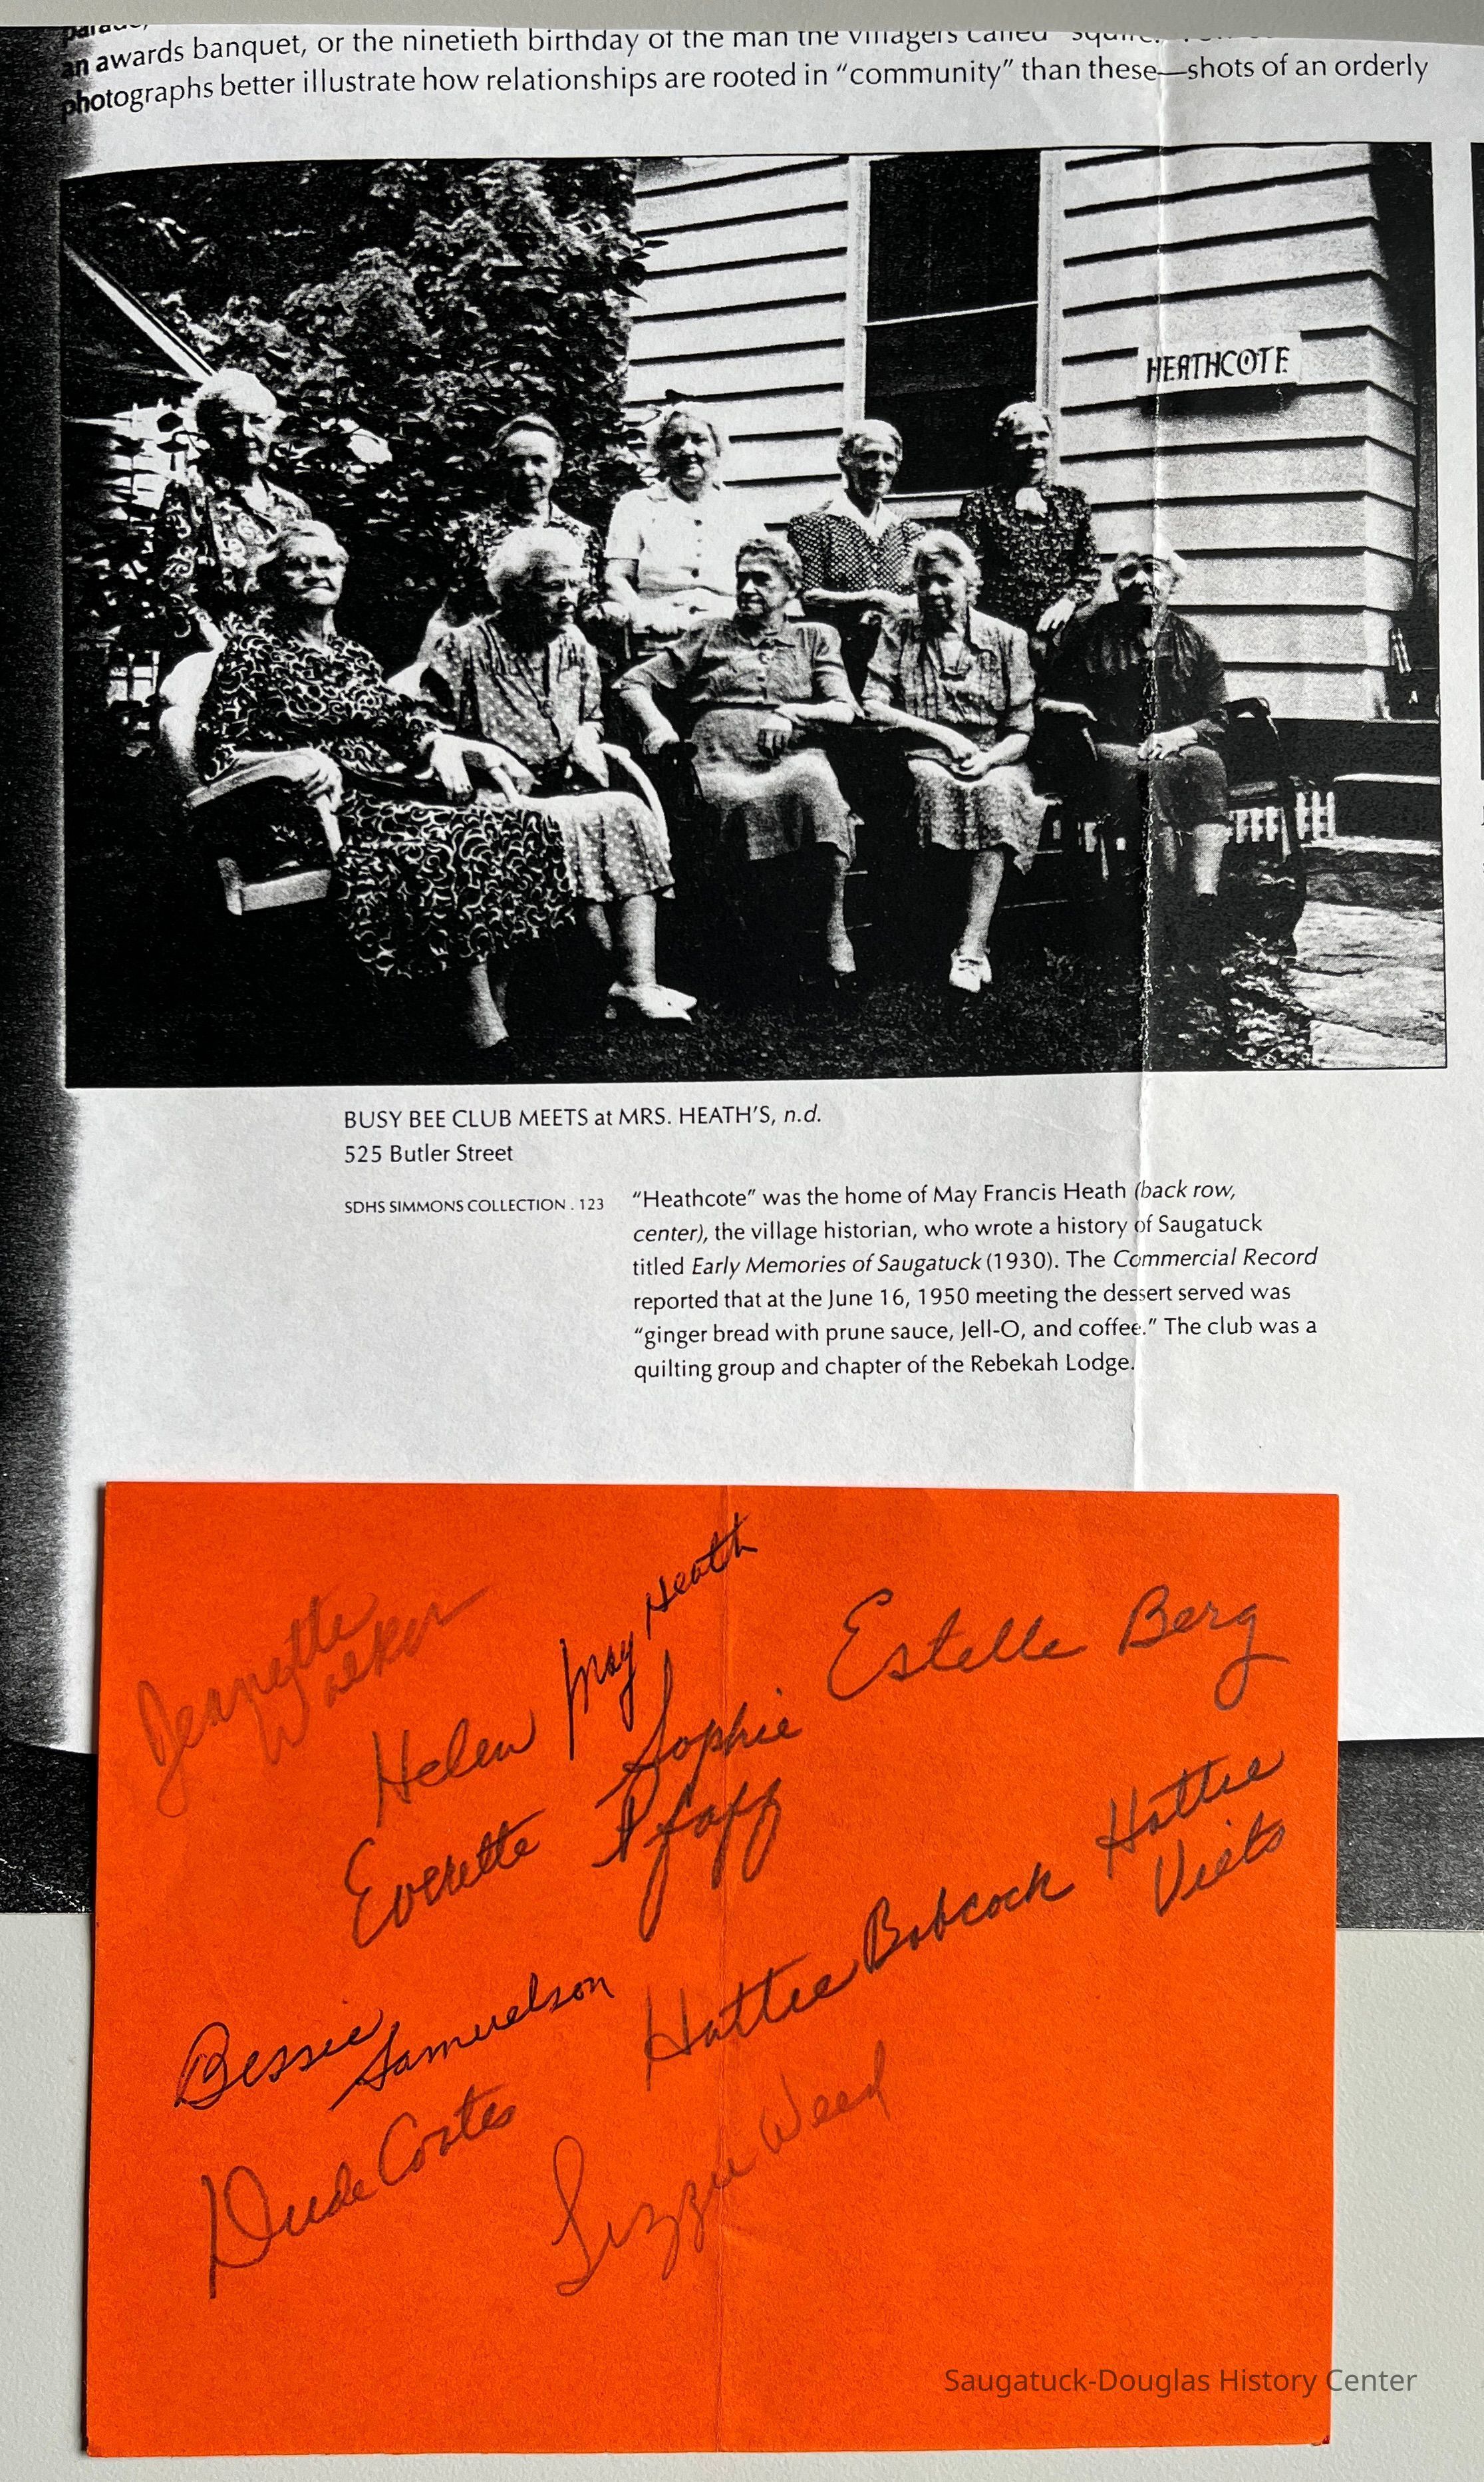 an awards banquet, or the ninetieth birthday of the man the villagers called "squire."
photographs better illustrate how relationships are rooted in “community” than these—shots of an orderly
HEATHCOTE
BUSY BEE CLUB MEETS at MRS. HEATH'S, n.d.
525 Butler Street
SDHS SIMMONS COLLECTION . 123
“Heathcote” was the home of May Francis Heath (back row,
center), the village historian, who wrote a history of Saugatuck
titled Early Memories of Saugatuck (1930). The Commercial Record
reported that at the June 16, 1950 meeting the dessert served was
“ginger bread with prune sauce, Jell-O, and coffee.” The club was a
quilting group and chapter of the Rebekah Lodge.
Jeanette
Walker
Helen
Everette
May Heath
Sophie
Pfaff
Estelle Berg
Hattie
Bessie
Samuelson
Hattie Babcock
Dude Coates
Lizzie Weed
Saugatuck-Douglas History Center